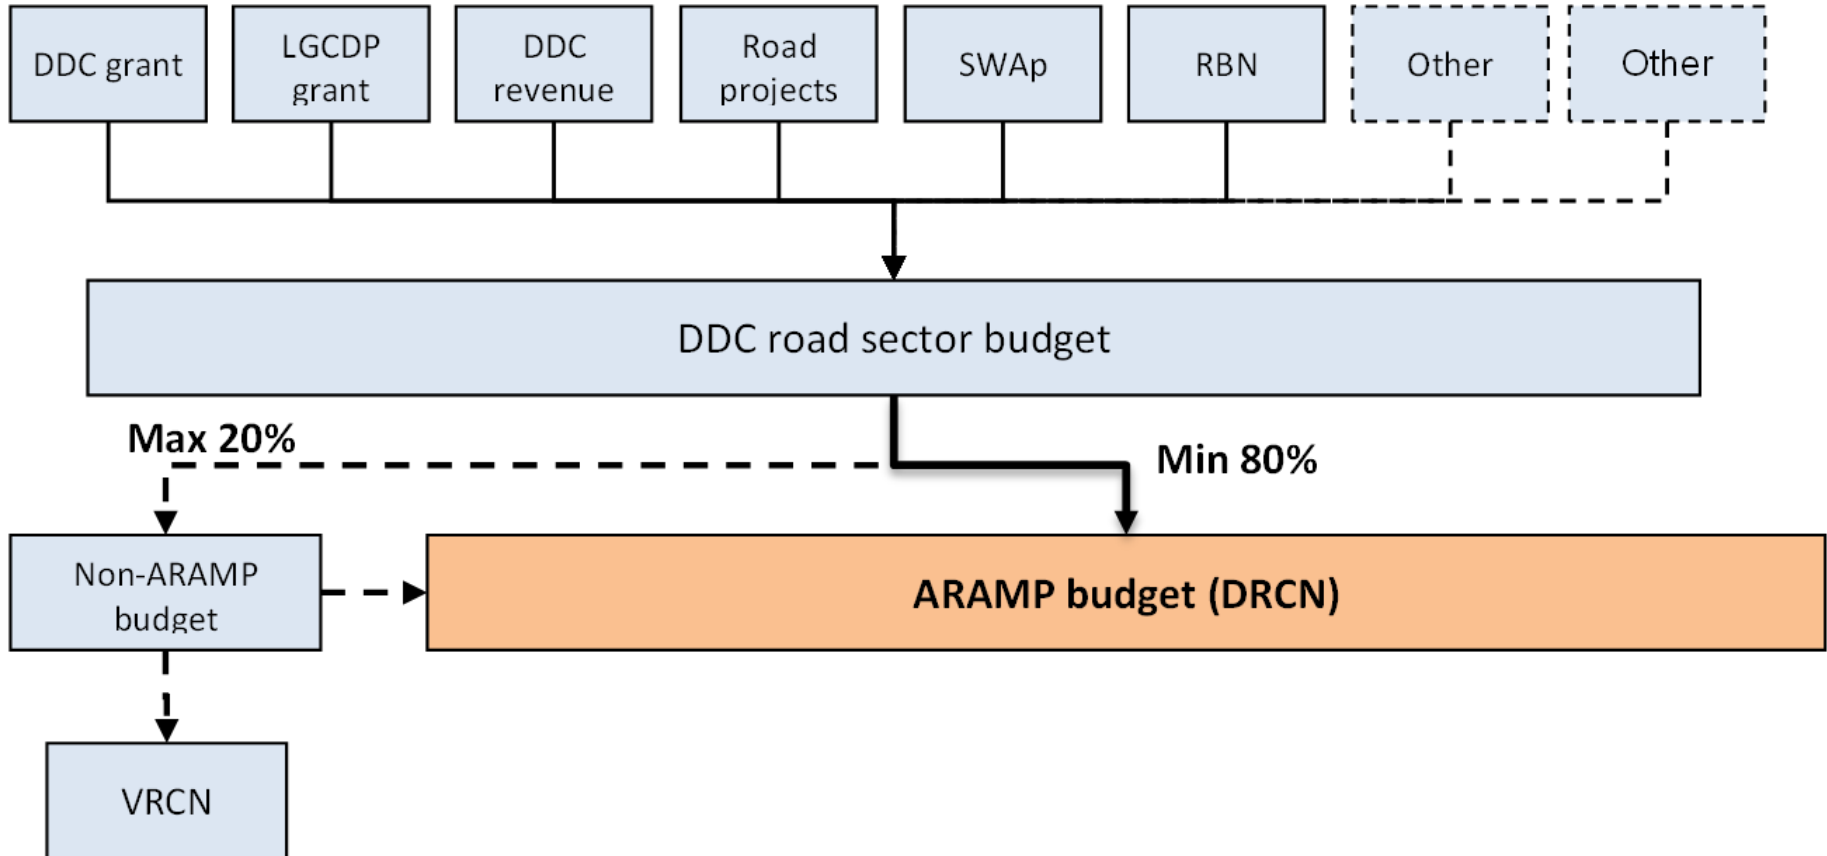 DDC grant
LGCDP
grant
DDC
revenue
Road
projects
SWAp
RBN
Other
Other
DDC road sector budget
Max 20%
Min 80%
Non-ARAMP
budget
ARAMP budget (DRCN)
VRCN